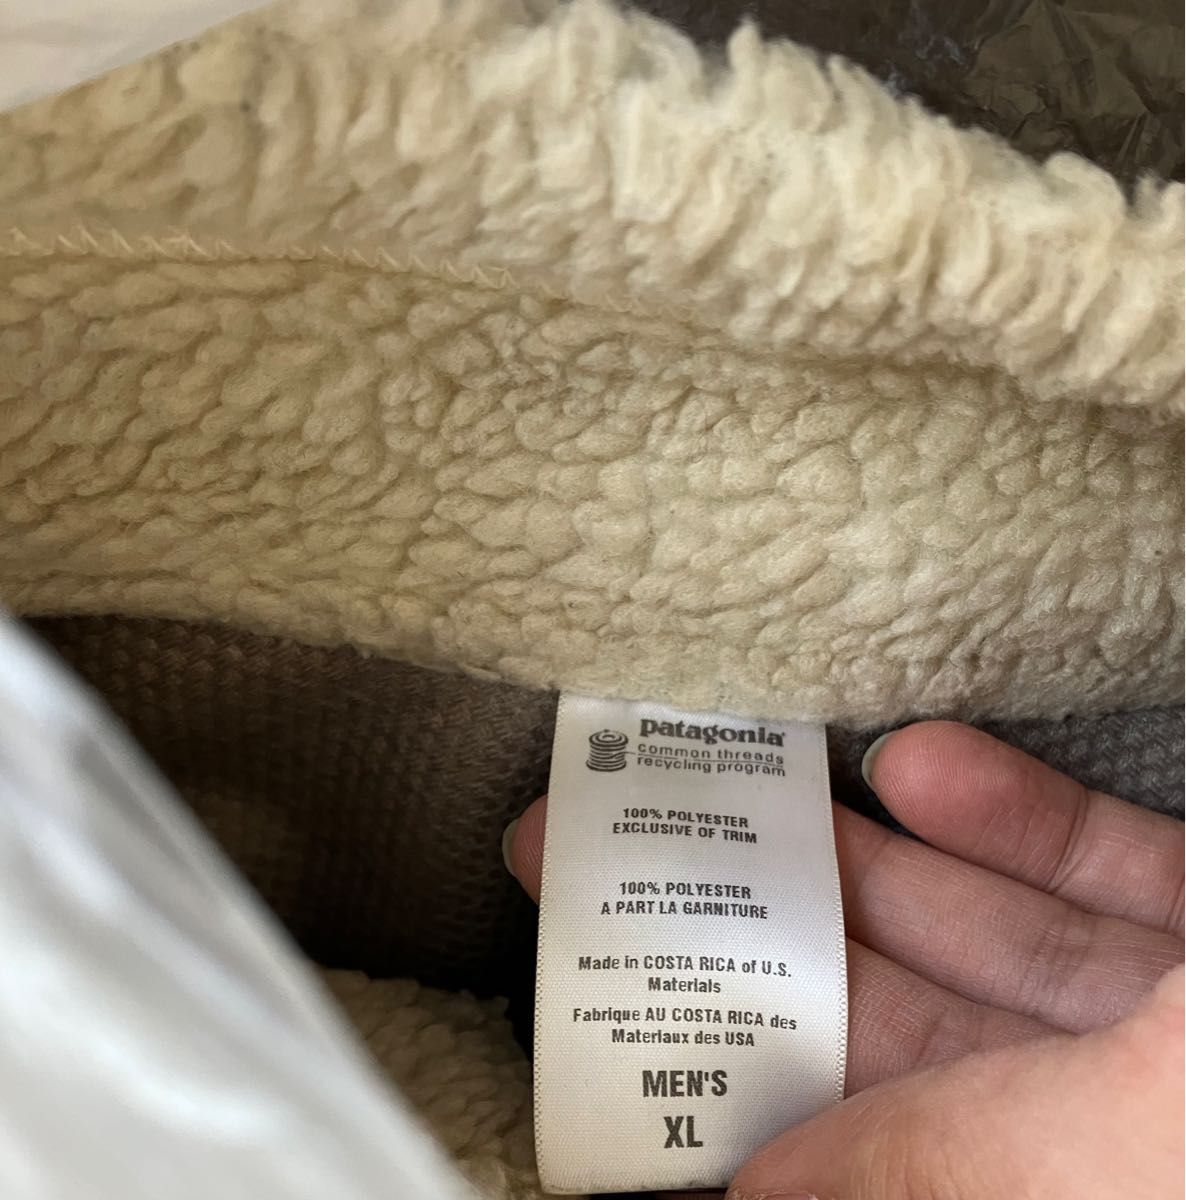 patagonia
common threads
recycling program
100% POLYESTER
EXCLUSIVE OF TRIM
100% POLYESTER
A PART LA GARNITURE
Made in COSTA RICA of U.S.
Materials
Fabrique AU COSTA RICA des
Materiaux des USA
MEN'S
XL